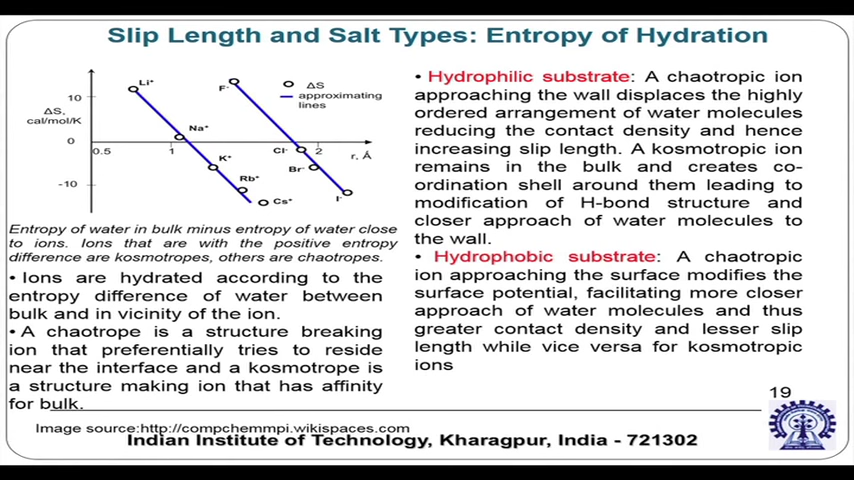 Slip Length and Salt Types: Entropy of Hydration
Li⁺
F⁻
ΔS
approximating
lines
10
ΔS,
cal/mol/K
Na⁺
0
0.5
1
Cl⁻
2
r, Å
K⁺
Br⁻
-10
Rb⁺
I⁻
Cs⁺
Entropy of water in bulk minus entropy of water close
to ions. Ions that are with the positive entropy
difference are kosmotropes, others are chaotropes.
• Ions are hydrated according to the
entropy difference of water between
bulk and in vicinity of the ion.
• A chaotrope is a structure breaking
ion that preferentially tries to reside
near the interface and a kosmotrope is
a structure making ion that has affinity
for bulk.
• Hydrophilic substrate: A chaotropic ion
approaching the wall displaces the highly
ordered arrangement of water molecules
reducing the contact density and hence
increasing slip length. A kosmotropic ion
remains in the bulk and creates co-
ordination shell around them leading to
modification of H-bond structure and
closer approach of water molecules to
the wall.
• Hydrophobic substrate: A chaotropic
ion approaching the surface modifies the
surface potential, facilitating more closer
approach of water molecules and thus
greater contact density and lesser slip
length while vice versa for kosmotropic
ions
19
Image source:http://compchemmpi.wikispaces.com
Indian Institute of Technology, Kharagpur, India - 721302